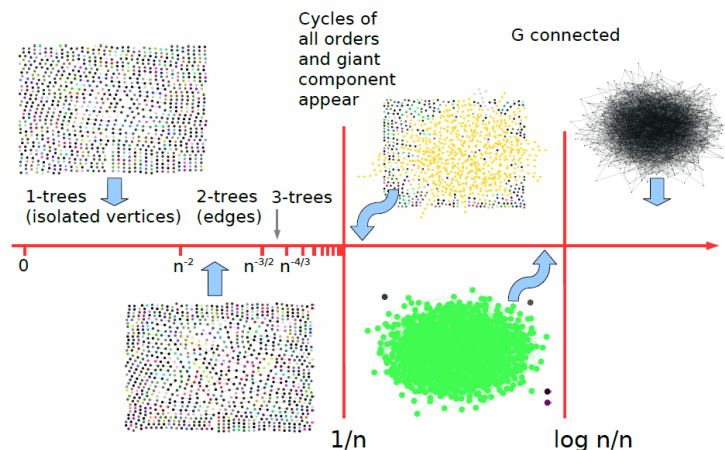 Cycles of
all orders
and giant
component
appear
G connected
1-trees
(isolated vertices)
2-trees
(edges)
3-trees
0
n-2
n-3/2
n-4/3
1/n
log n/n